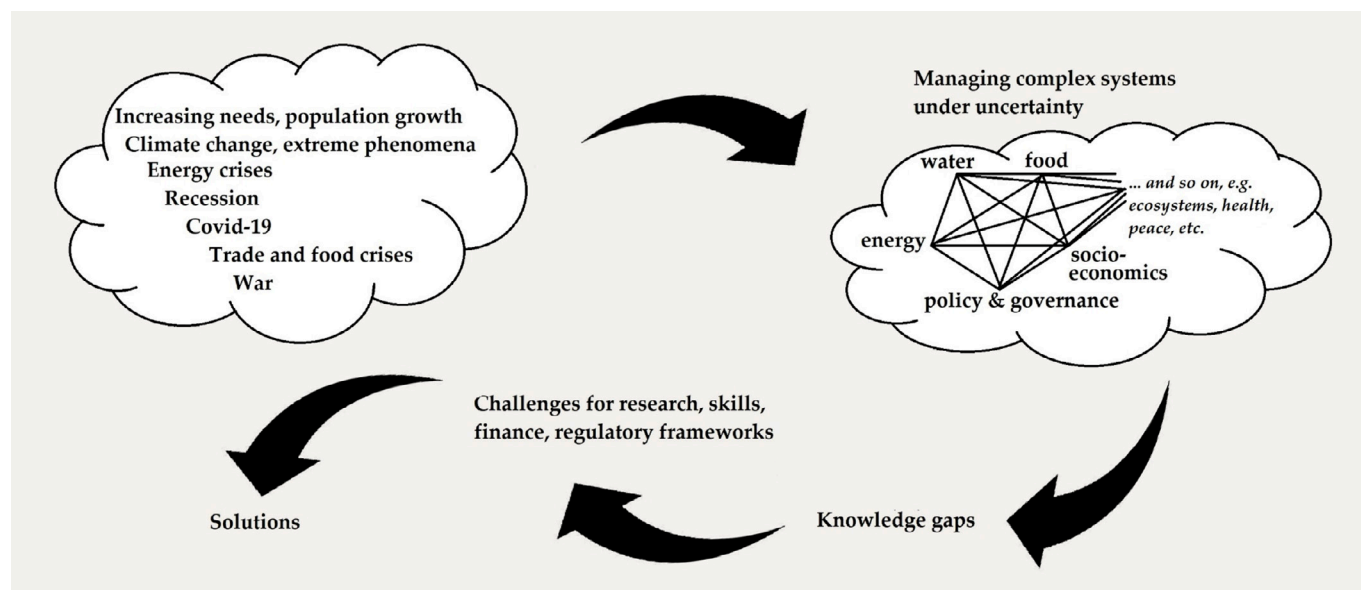 Increasing needs, population growth
Climate change, extreme phenomena
Energy crises
Recession
Covid-19
Trade and food crises
War
Managing complex systems
under uncertainty
water
food
... and so on, e.g.
ecosystems, health,
peace, etc.
energy
socio-
economics
policy & governance
Challenges for research, skills,
finance, regulatory frameworks
Solutions
Knowledge gaps